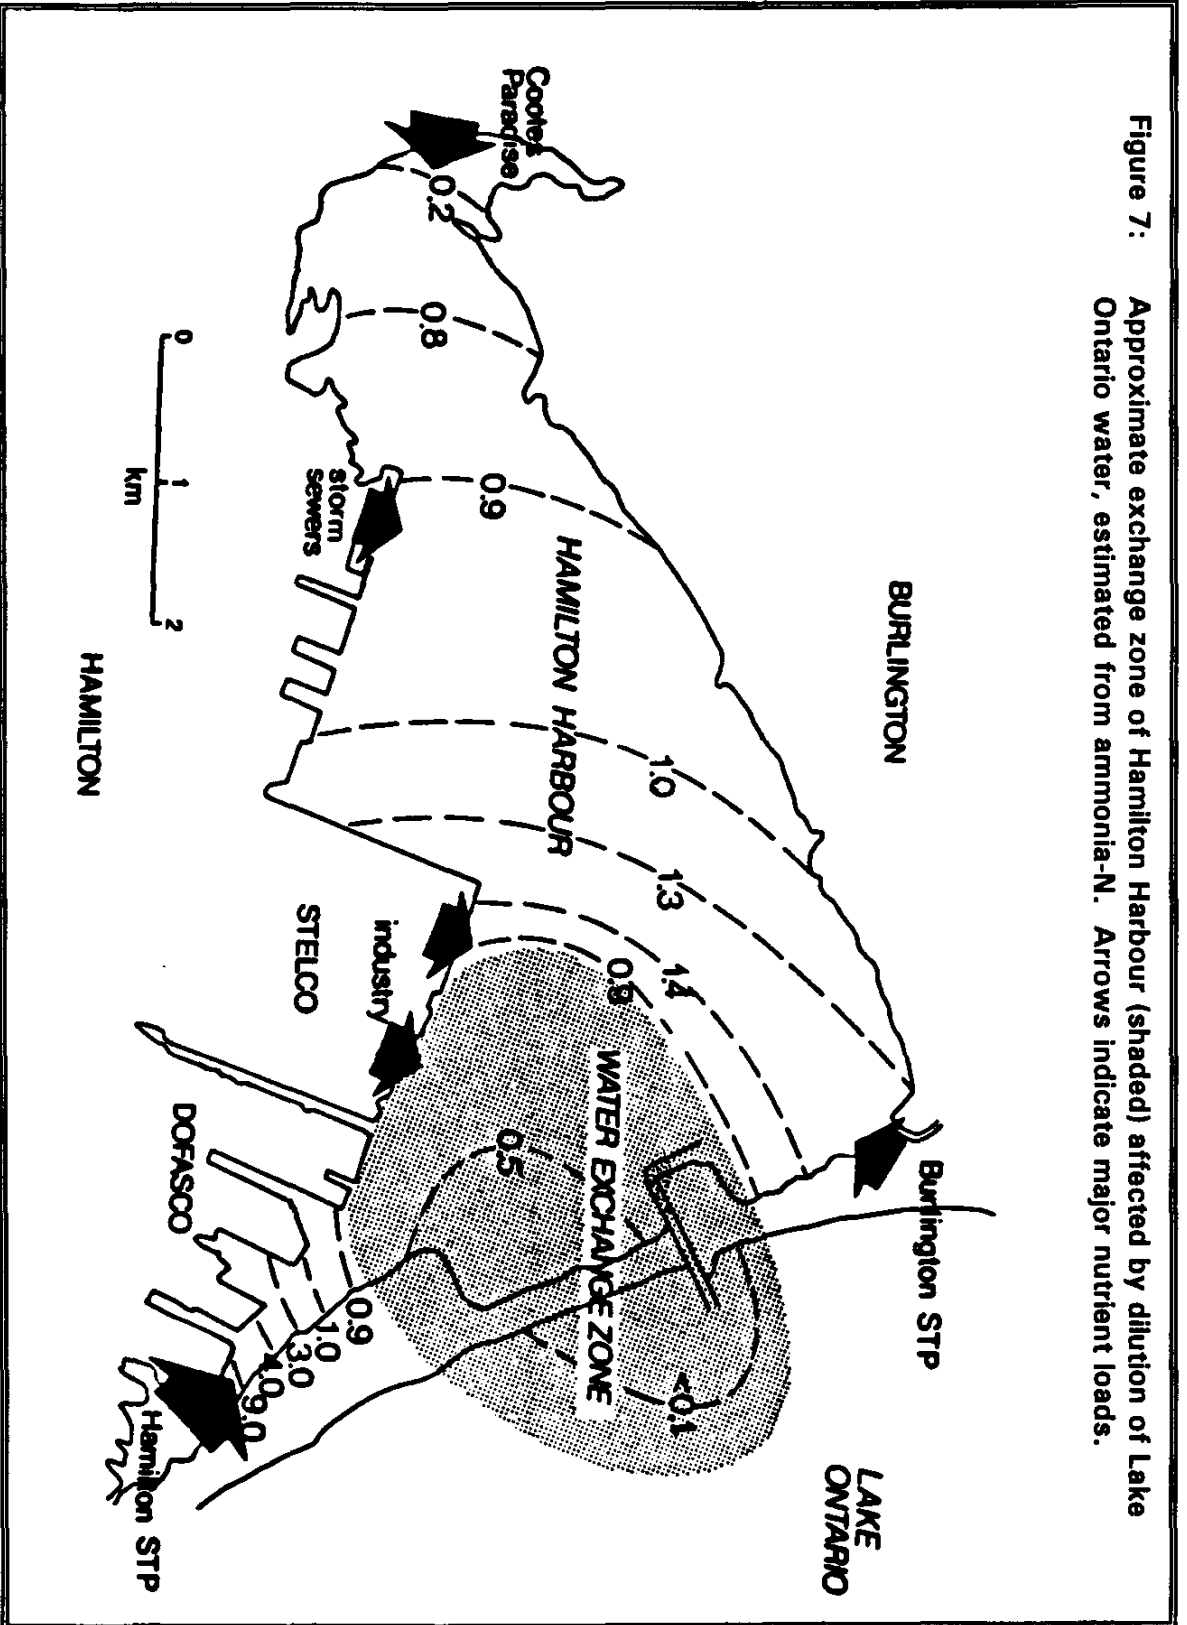 Figure 7: Approximate exchange zone of Hamilton Harbour (shaded) affected by dilution of Lake
Ontario water, estimated from ammonia-N. Arrows indicate major nutrient loads.
BURLINGTON
Burlington STP
LAKE
ONTARIO
Cootes
Paradise
0.2
0.8
0.9
HAMILTON HARBOUR
1.0
1.3
1.4
0.9
WATER EXCHANGE ZONE
0.5
<0.1
storm
sewers
industry
STELCO
DOFASCO
0.9
1.0
3.0
4.0
9.0
Hamilton STP
0 1 2
km
HAMILTON